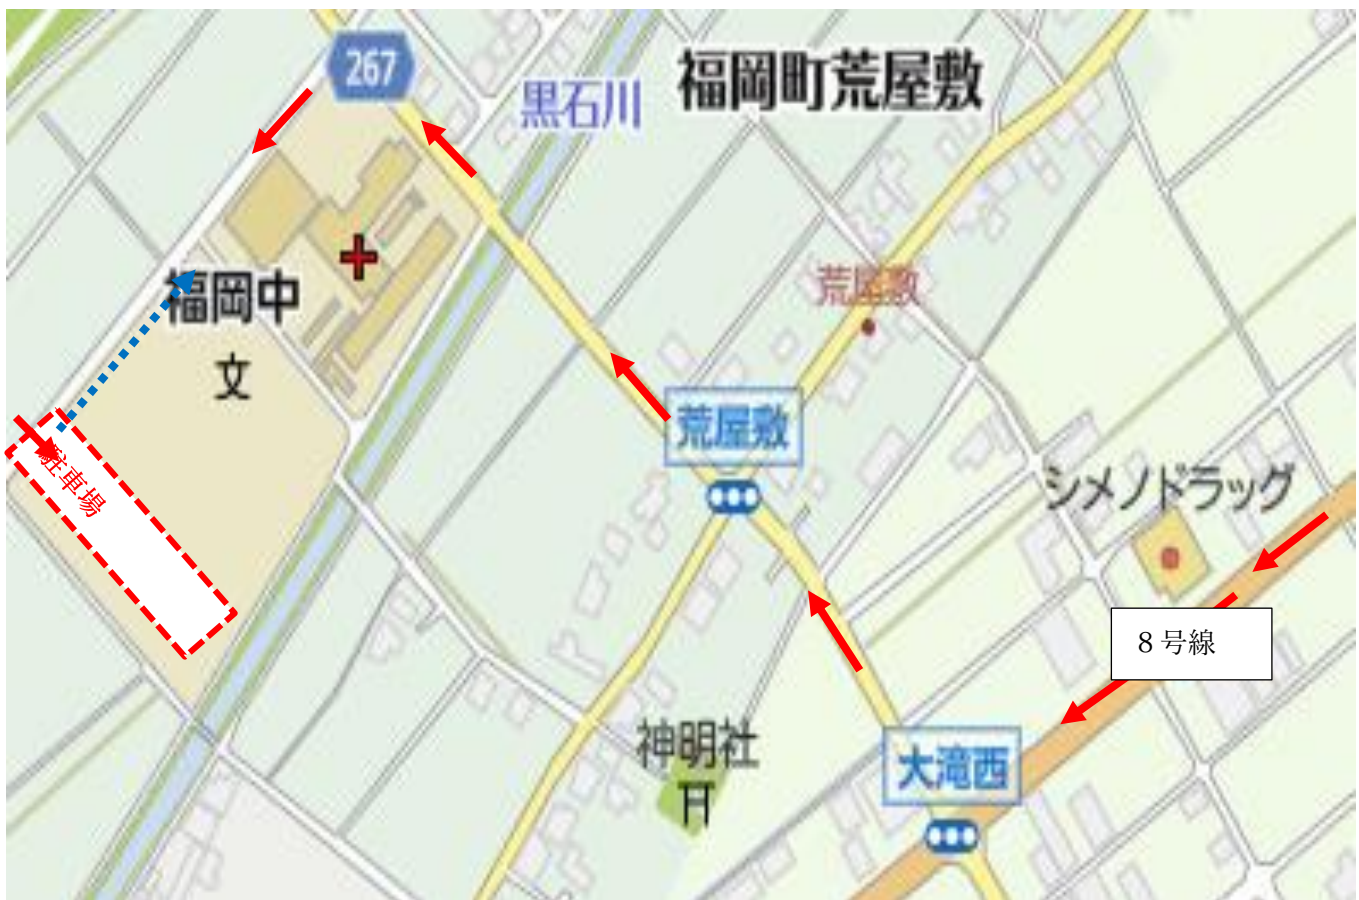 267
黒石川
福岡町荒屋敷
荒屋敷
福岡中
文
荒屋敷
駐車場
シメノドラッグ
8号線
神明社
大滝西